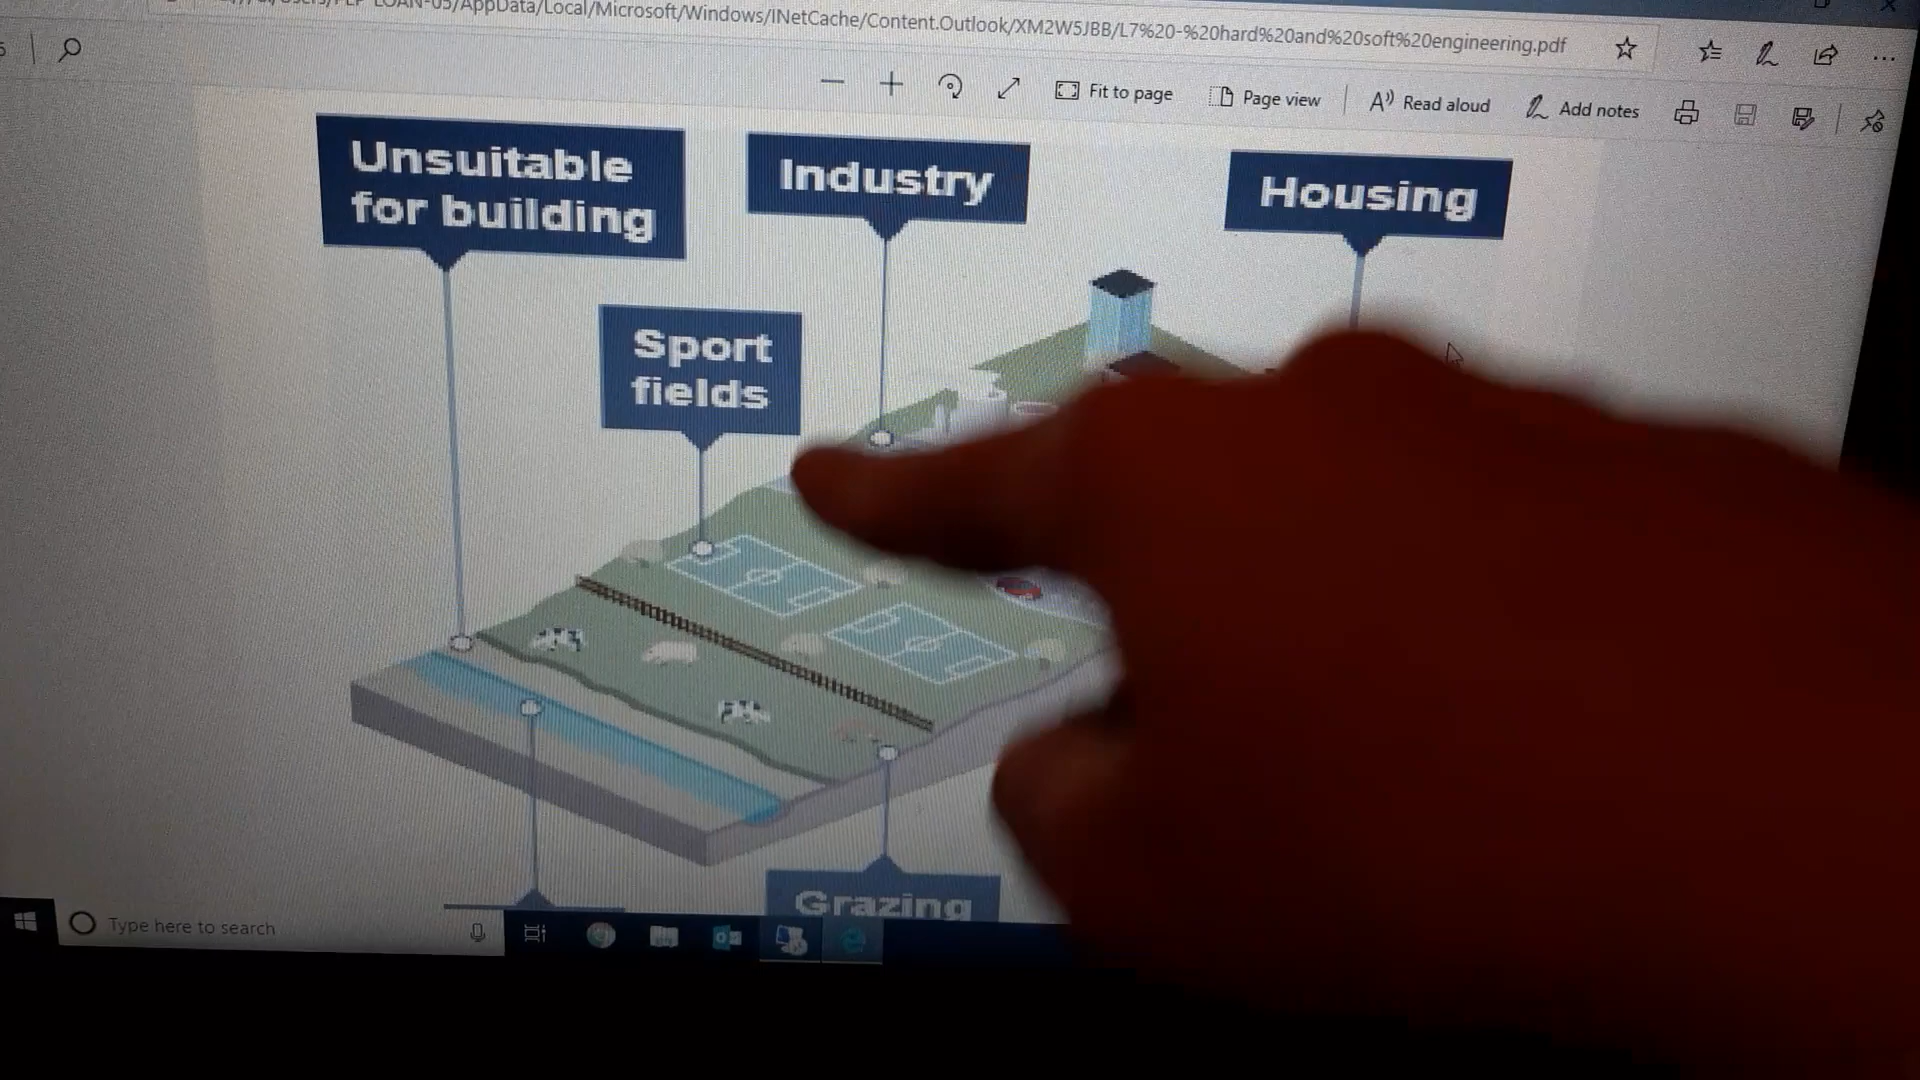 AppData/Local/Microsoft/Windows/INetCache/Content.Outlook/XM2W5JBB/L7%20-%20hard%20and%20soft%20engineering.pdf
Fit to page
Page view
Read aloud
Add notes
Unsuitable
for building
Industry
Housing
Sport
fields
Grazing
Type here to search